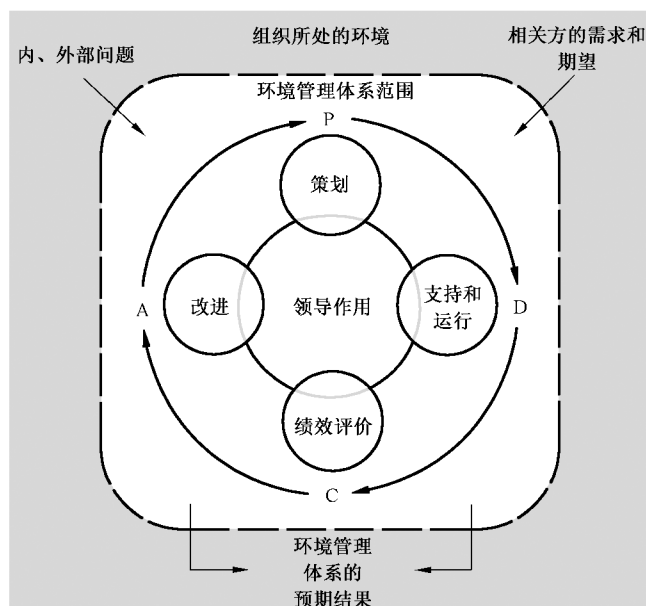 组织所处的环境
内、外部问题
相关方的需求和
期望
环境管理体系范围
P
策划
A
改进
领导作用
支持和
运行
D
绩效评价
C
环境管理
体系的
预期结果